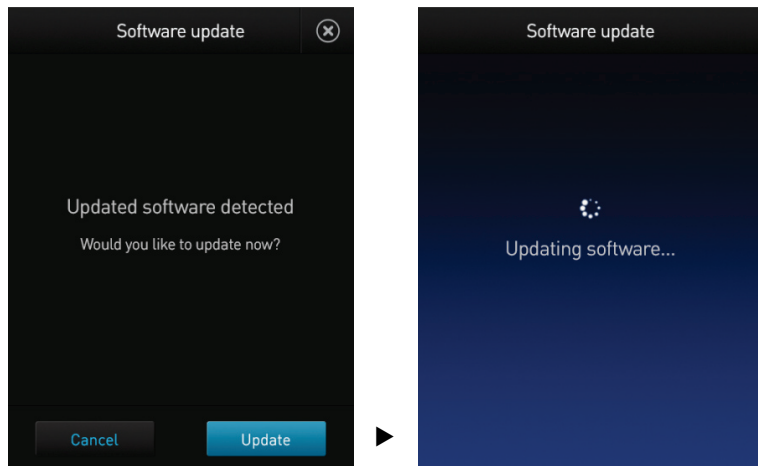 Software update
Updated software detected
Would you like to update now?
Cancel
Update
Software update
Updating software...